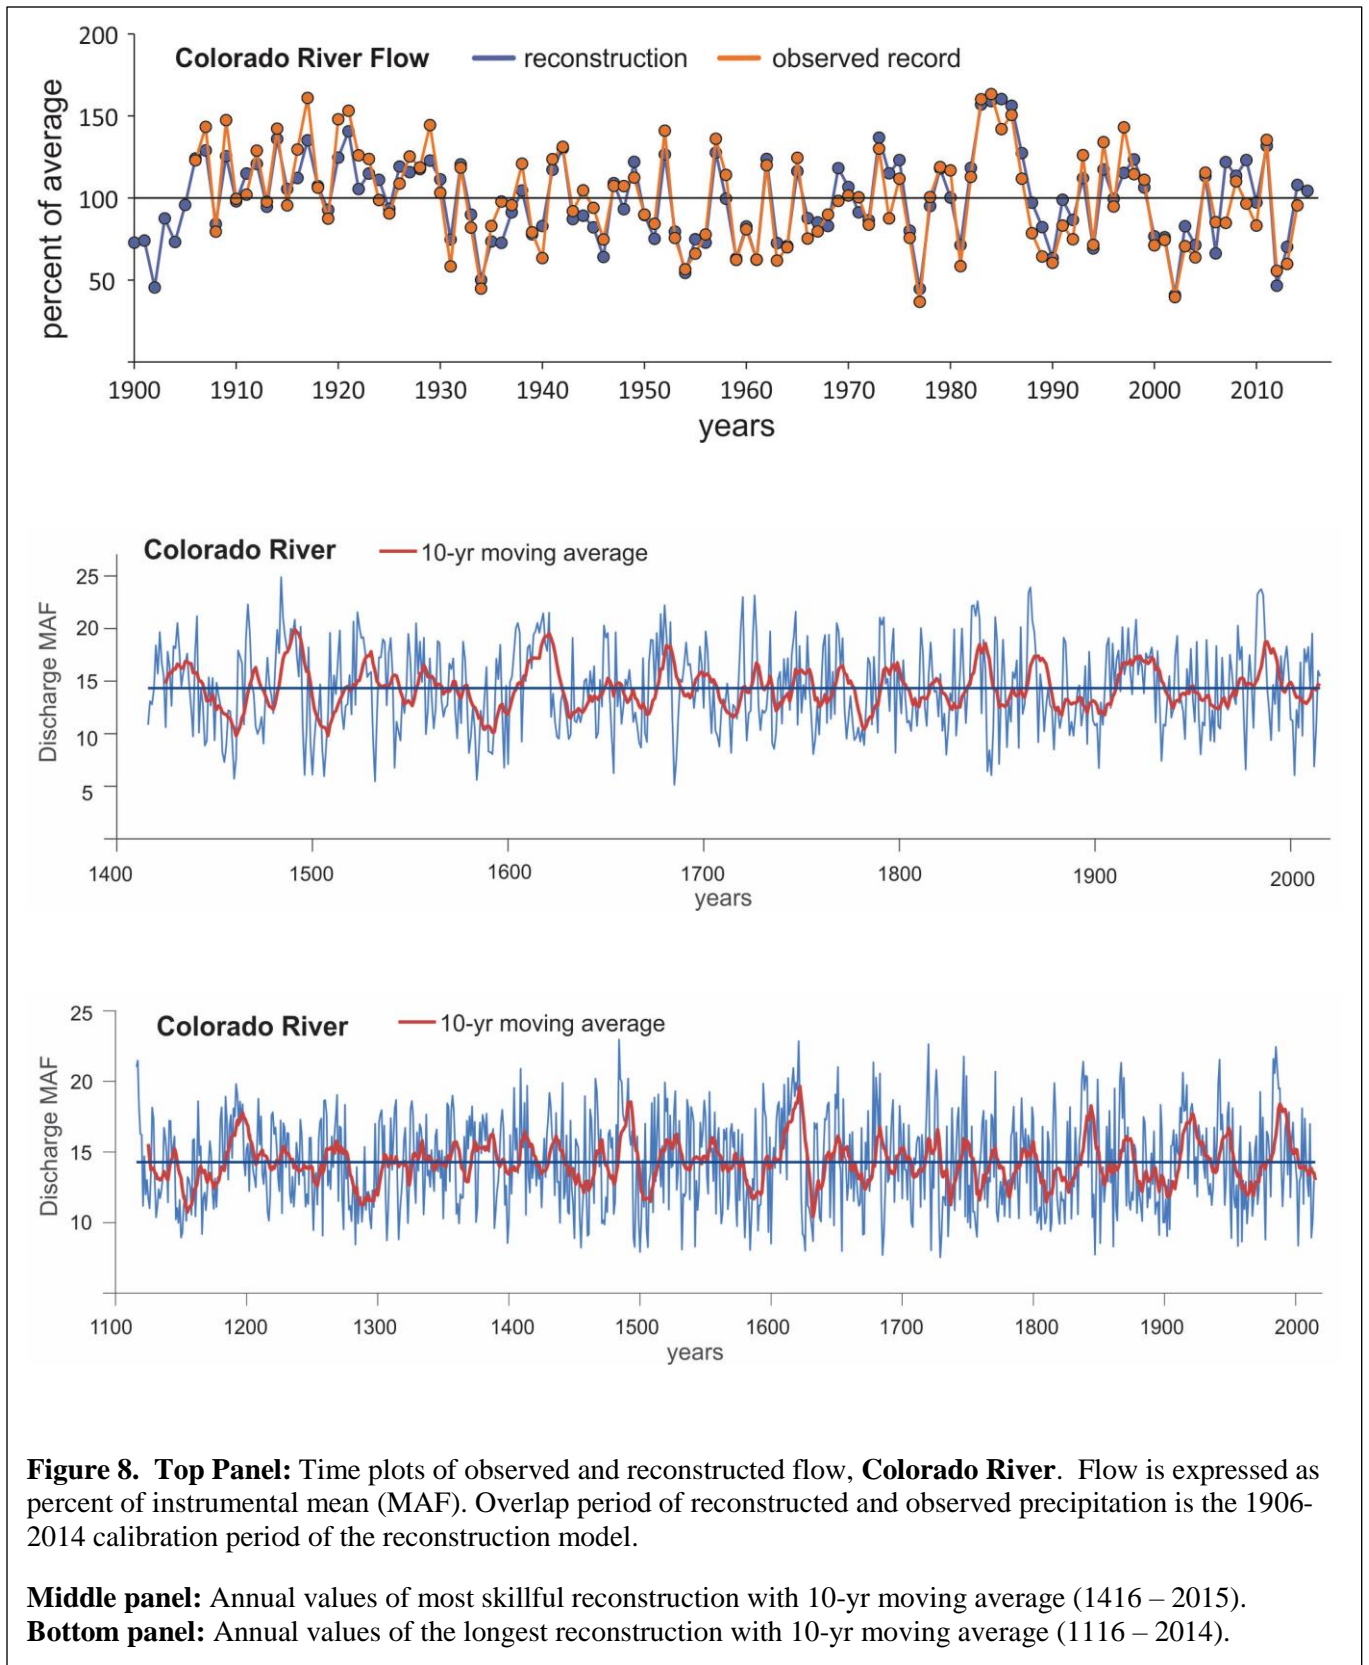 Colorado River Flow reconstruction observed record
percent of average
200
150
100
50
1900 1910 1920 1930 1940 1950 1960 1970 1980 1990 2000 2010
years
Colorado River 10-yr moving average
Discharge MAF
25
20
15
10
5
1400 1500 1600 1700 1800 1900 2000
years
Colorado River 10-yr moving average
Discharge MAF
25
20
15
10
1100 1200 1300 1400 1500 1600 1700 1800 1900 2000
years
Figure 8. Top Panel: Time plots of observed and reconstructed flow, Colorado River. Flow is expressed as
percent of instrumental mean (MAF). Overlap period of reconstructed and observed precipitation is the 1906-
2014 calibration period of the reconstruction model.
Middle panel: Annual values of most skillful reconstruction with 10-yr moving average (1416 – 2015).
Bottom panel: Annual values of the longest reconstruction with 10-yr moving average (1116 – 2014).